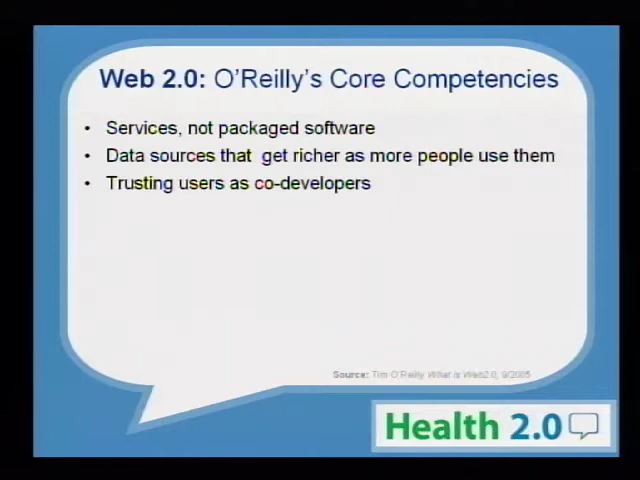 Web 2.0: O'Reilly's Core Competencies
• Services, not packaged software
• Data sources that  get richer as more people use them
• Trusting users as co-developers
Source: Tim O'Reilly What is Web2.0, 9/2005
Health 2.0